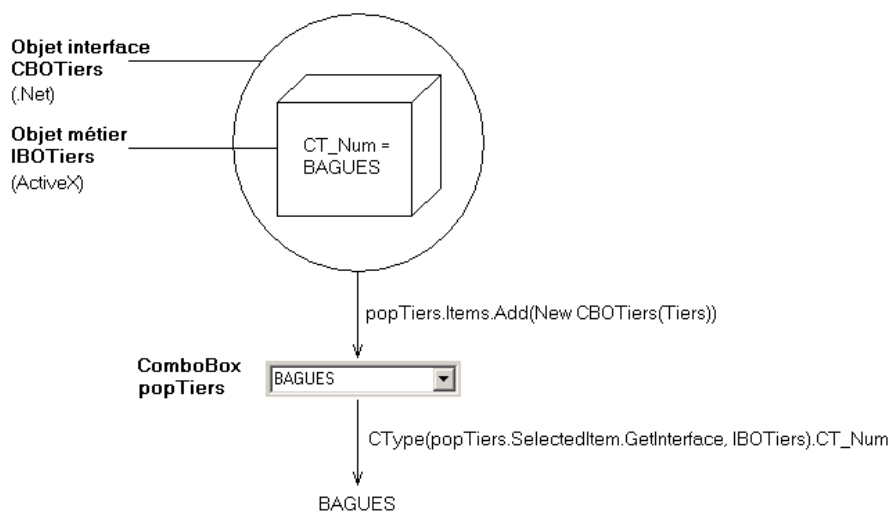 Objet interface
CBOTiers
(.Net)
Objet métier
IBOTiers
(ActiveX)
CT_Num =
BAGUES
popTiers.Items.Add(New CBOTiers(Tiers))
ComboBox
popTiers
BAGUES
CType(popTiers.SelectedItem.GetInterface, IBOTiers).CT_Num
BAGUES